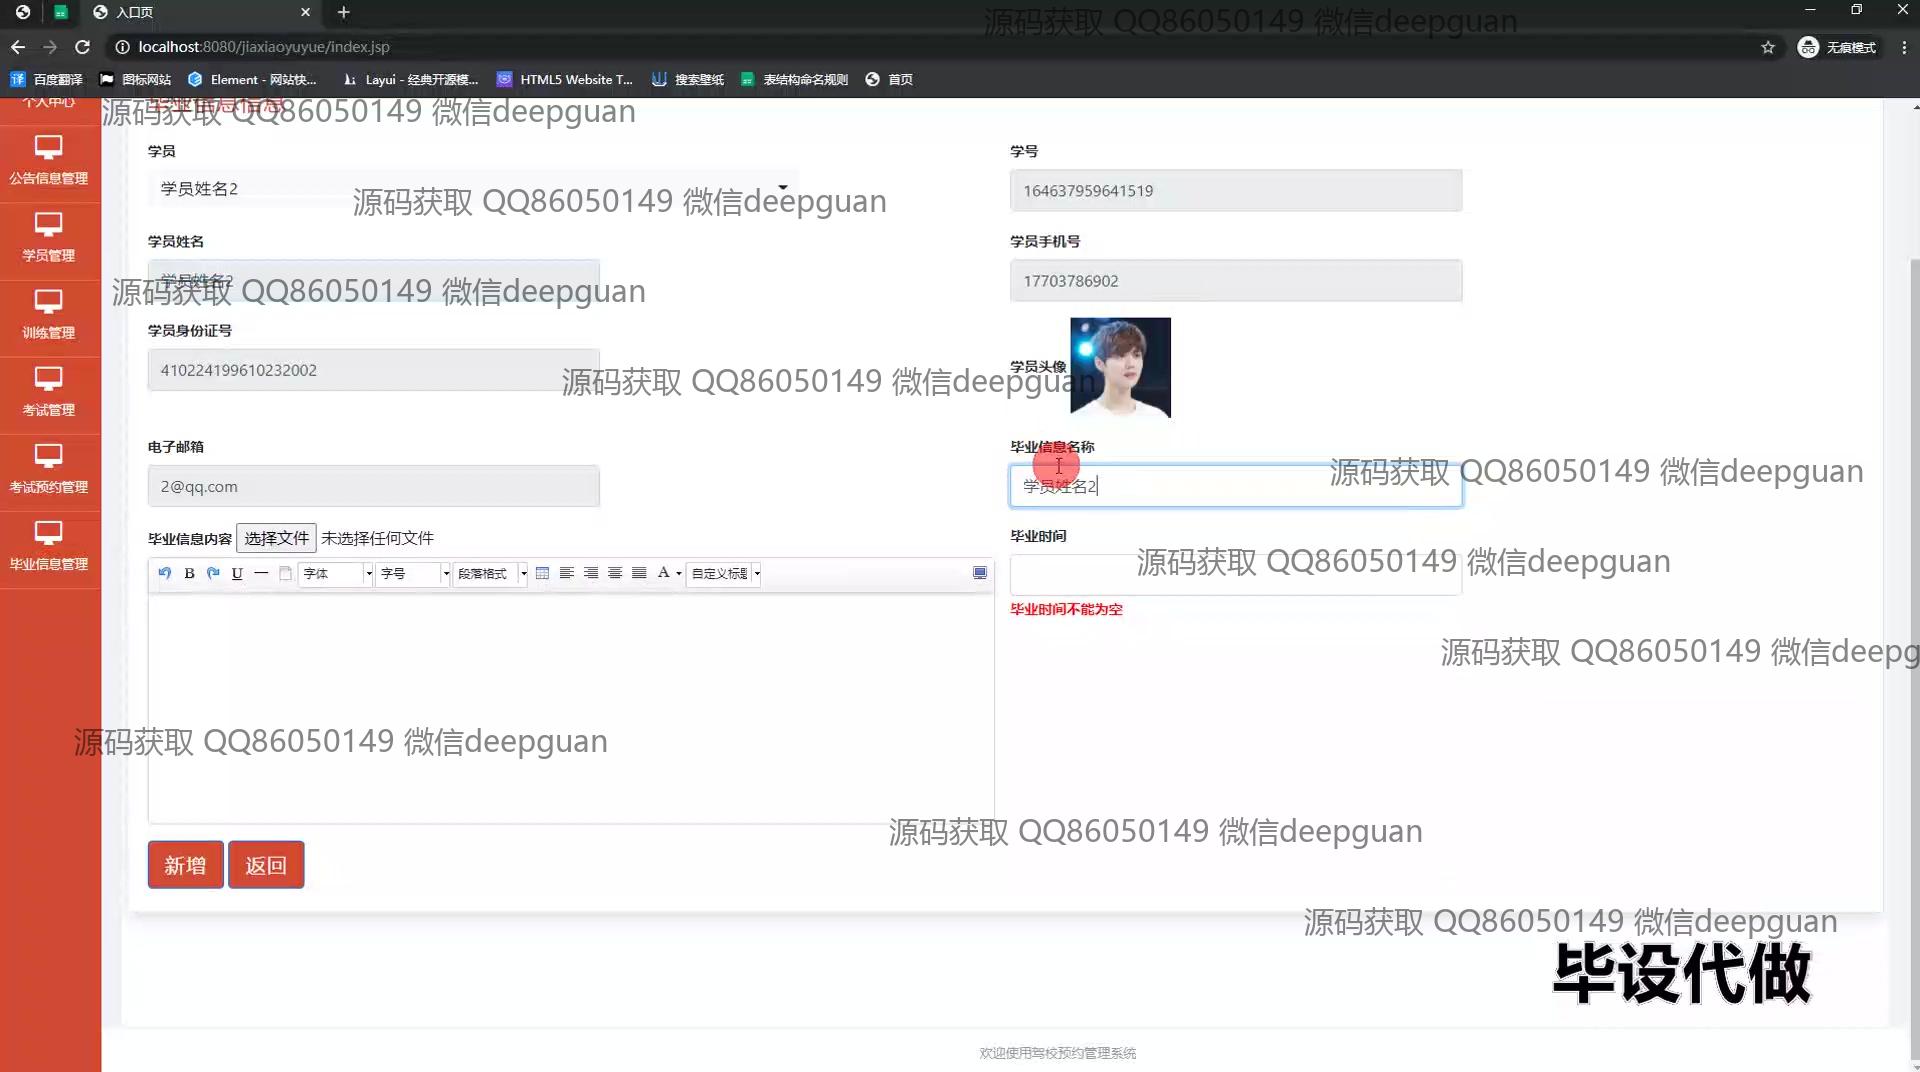 入口页
源码获取 QQ86050149 微信deepguan
localhost:8080/jiaxiaoyuyue/index.jsp
无痕模式
百度翻译
图标网站
Element - 网站快...
Layui - 经典开源模...
HTML5 Website T...
搜索壁纸
表结构命名规则
首页
个人中心
毕业信息信息
源码获取 QQ86050149 微信deepguan
学员
学号
公告信息管理
学员姓名2
164637959641519
源码获取 QQ86050149 微信deepguan
学员姓名
学员手机号
学员管理
学员姓名2
17703786902
源码获取 QQ86050149 微信deepguan
学员身份证号
训练管理
410224199610232002
学员头像
源码获取 QQ86050149 微信deepguan
考试管理
电子邮箱
毕业信息名称
源码获取 QQ86050149 微信deepguan
2@qq.com
学员姓名2
考试预约管理
毕业信息内容 选择文件 未选择任何文件
毕业时间
源码获取 QQ86050149 微信deepguan
毕业信息管理
B U 字体 字号 段落格式 A 自定义标题
毕业时间不能为空
源码获取 QQ86050149 微信deepg
源码获取 QQ86050149 微信deepguan
源码获取 QQ86050149 微信deepguan
新增 返回
源码获取 QQ86050149 微信deepguan
毕设代做
欢迎使用驾校预约管理系统